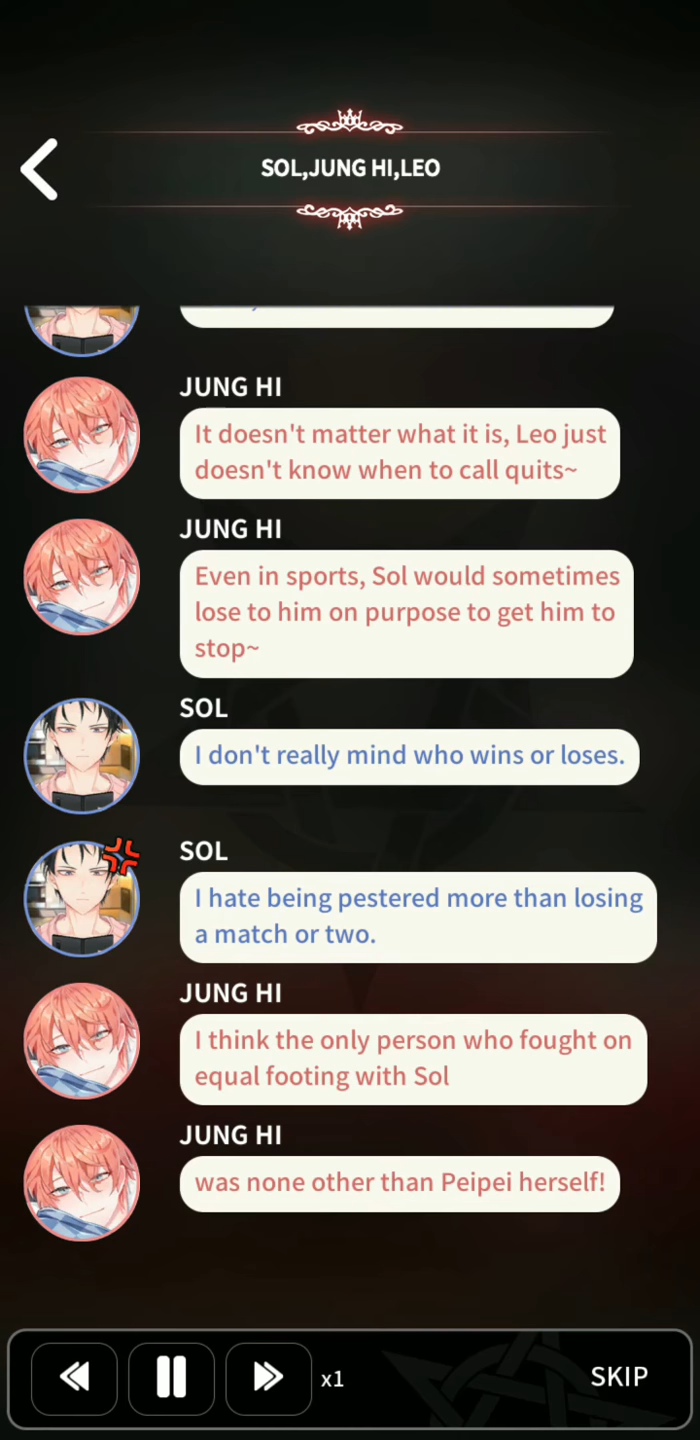 SOL,JUNG HI,LEO
JUNG HI
It doesn't matter what it is, Leo just
doesn't know when to call quits~
JUNG HI
Even in sports, Sol would sometimes
lose to him on purpose to get him to
stop~
SOL
I don't really mind who wins or loses.
SOL
I hate being pestered more than losing
a match or two.
JUNG HI
I think the only person who fought on
equal footing with Sol
JUNG HI
was none other than Peipei herself!
x1
SKIP